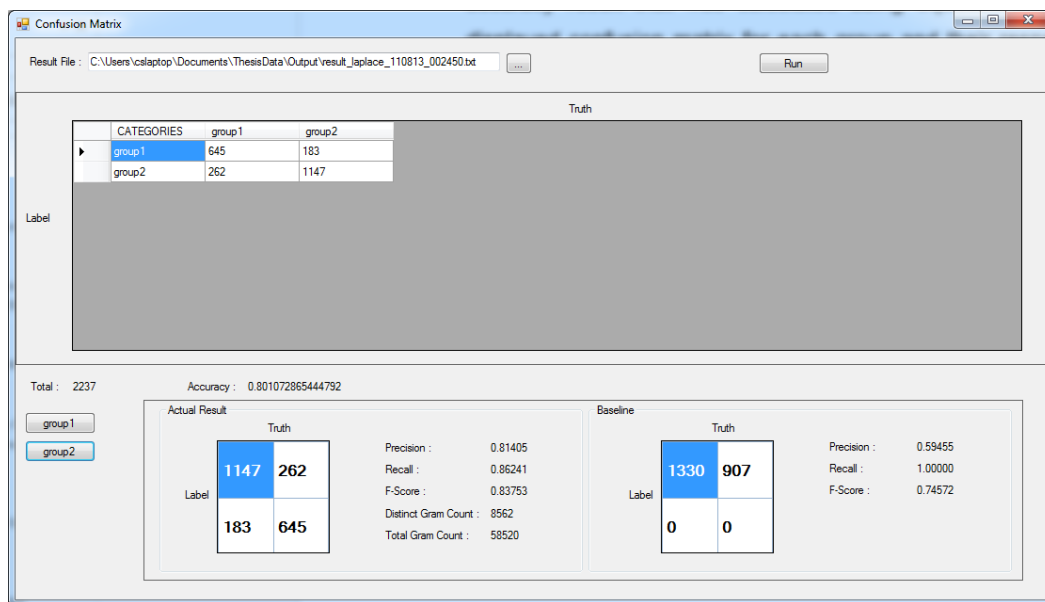 Confusion Matrix
Result File : C:\Users\cslaptop\Documents\ThesisData\Output\result_laplace_110813_002450.txt ... Run
Truth
CATEGORIES group1 group2
group1 645 183
group2 262 1147
Label
Total : 2237 Accuracy : 0.801072865444792
group1
group2
Actual Result
Truth
Label
1147 262
183 645
Precision : 0.81405
Recall : 0.86241
F-Score : 0.83753
Distinct Gram Count : 8562
Total Gram Count : 58520
Baseline
Truth
Label
1330 907
0 0
Precision : 0.59455
Recall : 1.00000
F-Score : 0.74572